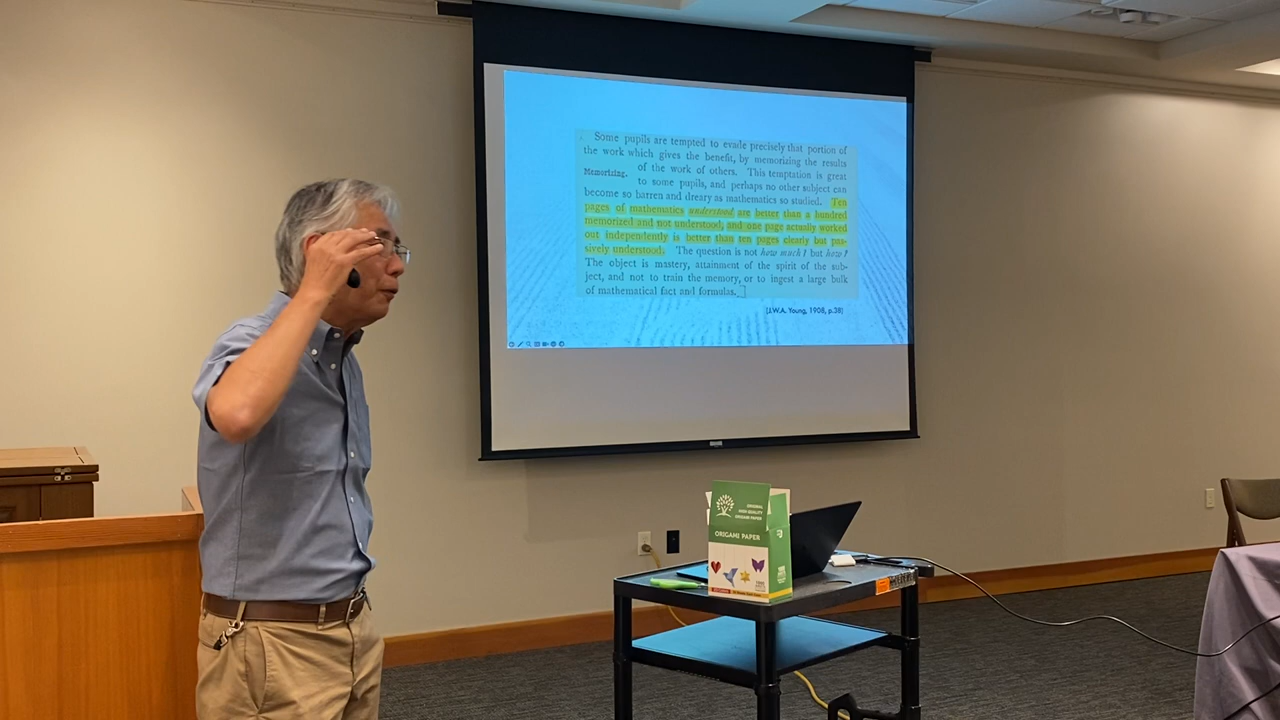 Some pupils are tempted to evade precisely that portion of
the work which gives the benefit, by memorizing the results
Memorizing. of the work of others. This temptation is great
to some pupils, and perhaps no other subject can
become so barren and dreary as mathematics so studied. Ten
pages of mathematics understood are better than a hundred
memorized and not understood, and one page actually worked
out independently is better than ten pages clearly but pas-
sively understood. The question is not how much? but how?
The object is mastery, attainment of the spirit of the sub-
ject, and not to train the memory, or to ingest a large bulk
of mathematical fact and formulas.]
(J.W.A. Young, 1908, p.38)
ORIGINAL
HIGH QUALITY
ORIGAMI PAPER
ORIGAMI PAPER